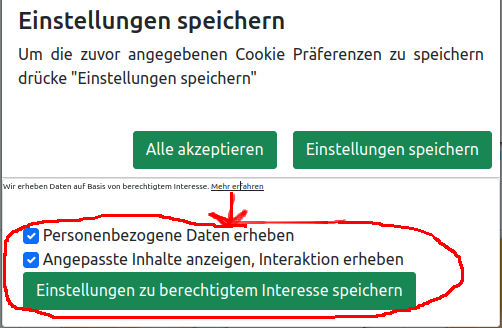 Einstellungen speichern
Um die zuvor angegebenen Cookie Präferenzen zu speichern
drücke "Einstellungen speichern"
Alle akzeptieren Einstellungen speichern
Wir erheben Daten auf Basis von berechtigtem Interesse. Mehr erfahren
Personenbezogene Daten erheben
Angepasste Inhalte anzeigen, Interaktion erheben
Einstellungen zu berechtigtem Interesse speichern